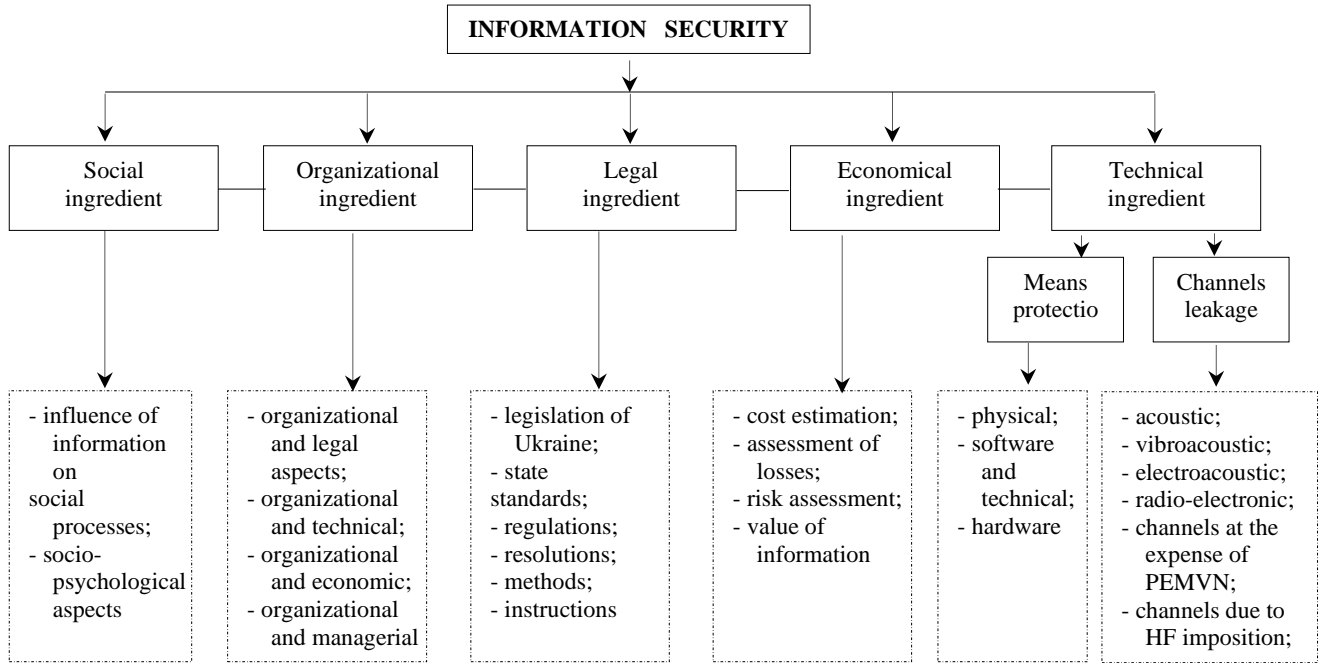 INFORMATION SECURITY
Social
ingredient
Organizational
ingredient
Legal
ingredient
Economical
ingredient
Technical
ingredient
Means
protectio
Channels
leakage
- influence of
information
on
social
processes;
- socio-
psychological
aspects
- organizational
and legal
aspects;
- organizational
and technical;
- organizational
and economic;
- organizational
and managerial
- legislation of
Ukraine;
- state
standards;
- regulations;
- resolutions;
- methods;
- instructions
- cost estimation;
- assessment of
losses;
- risk assessment;
- value of
information
- physical;
- software
and
technical;
- hardware
- acoustic;
- vibroacoustic;
- electroacoustic;
- radio-electronic;
- channels at the
expense of
PEMVN;
- channels due to
HF imposition;